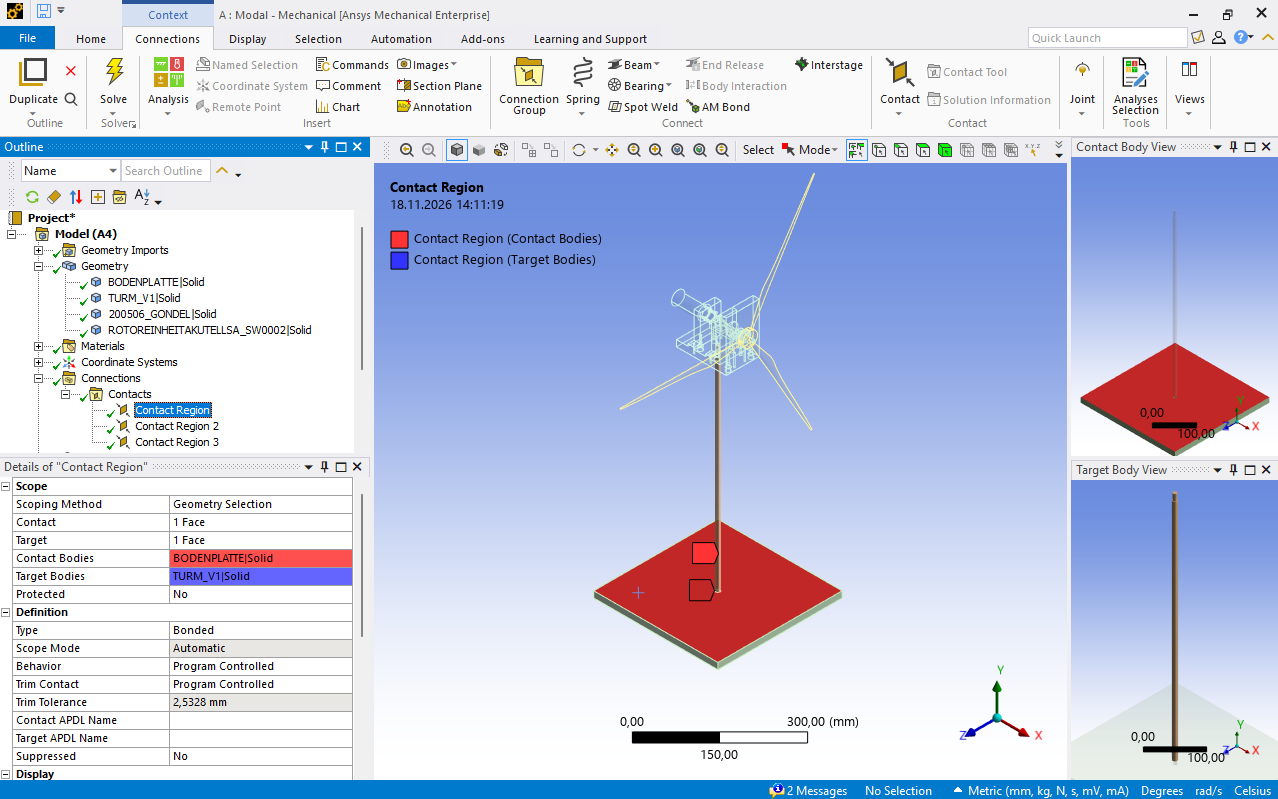 Context
A : Modal - Mechanical [Ansys Mechanical Enterprise]
File Home Connections Display Selection Automation Add-ons Learning and Support
Quick Launch
Duplicate
Outline
Solve
Solver
Analysis
Named Selection
Coordinate System
Remote Point
Commands
Comment
Chart
Images
Section Plane
Annotation
Insert
Connection Group
Spring
Beam
Bearing
Spot Weld
End Release
Body Interaction
AM Bond
Interstage
Connect
Contact
Contact Tool
Solution Information
Contact
Joint
Analyses Selection
Tools
Views
Outline
Name Search Outline
Project*
Model (A4)
Geometry Imports
Geometry
BODENPLATTE|Solid
TURM_V1|Solid
200506_GONDEL|Solid
ROTOREINHEITAKUTELLSA_SW0002|Solid
Materials
Coordinate Systems
Connections
Contacts
Contact Region
Contact Region 2
Contact Region 3
Details of "Contact Region"
Scope
Scoping Method Geometry Selection
Contact 1 Face
Target 1 Face
Contact Bodies BODENPLATTE|Solid
Target Bodies TURM_V1|Solid
Protected No
Definition
Type Bonded
Scope Mode Automatic
Behavior Program Controlled
Trim Contact Program Controlled
Trim Tolerance 2,5328 mm
Contact APDL Name
Target APDL Name
Suppressed No
Display
Select Mode
Contact Region
18.11.2026 14:11:19
Contact Region (Contact Bodies)
Contact Region (Target Bodies)
0,00 300,00 (mm)
150,00
Y
Z X
Contact Body View
0,00
100,00
Y
Z X
Target Body View
0,00
100,00
Y
Z X
2 Messages No Selection Metric (mm, kg, N, s, mV, mA) Degrees rad/s Celsius